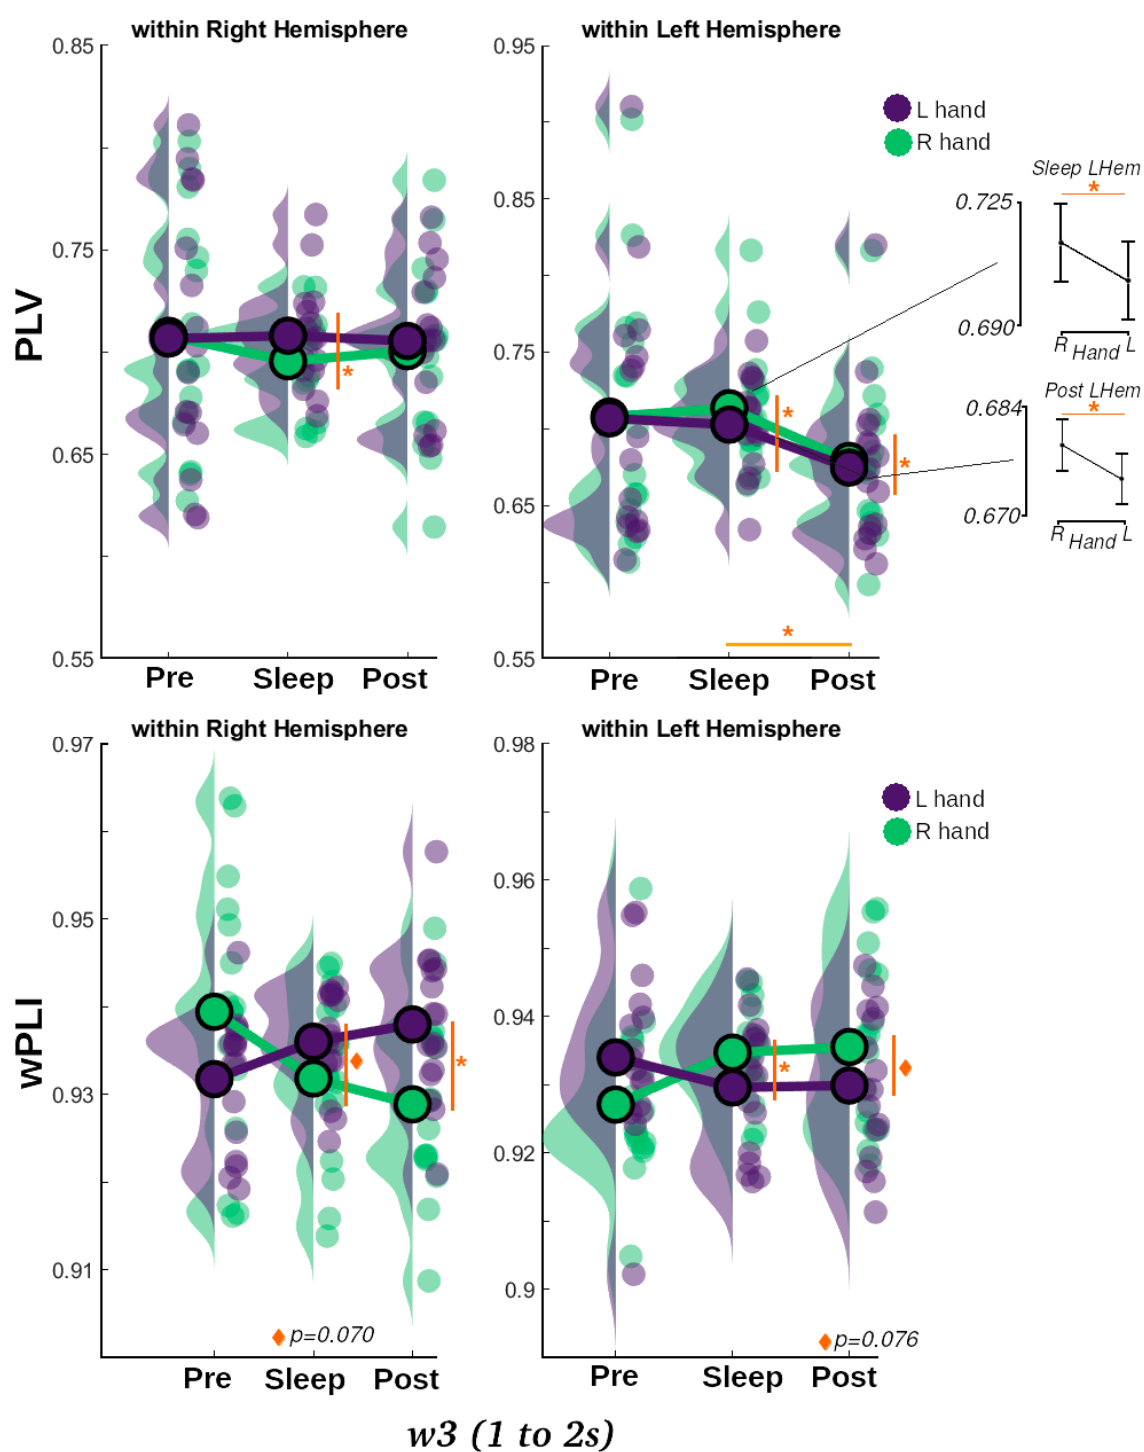 within Right Hemisphere
within Left Hemisphere
0.85
0.75
0.65
0.55
PLV
0.95
0.85
0.75
0.65
0.55
L hand
R hand
Sleep LHem
*
0.725
0.690
R Hand L
Post LHem
*
0.684
0.670
R Hand L
*
*
*
*
Pre Sleep Post
Pre Sleep Post
within Right Hemisphere
within Left Hemisphere
0.97
0.95
0.93
0.91
wPLI
0.98
0.96
0.94
0.92
0.9
L hand
R hand
*
*
p=0.070
p=0.076
Pre Sleep Post
Pre Sleep Post
w3 (1 to 2s)